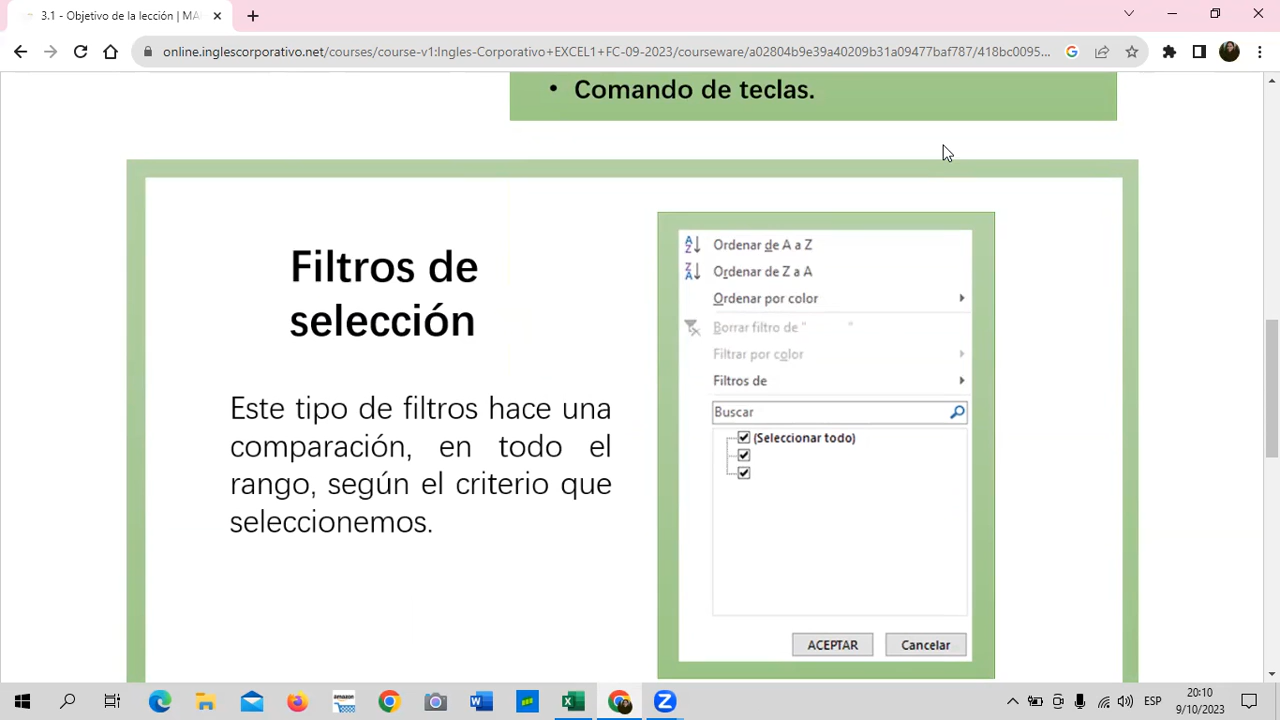 3.1 - Objetivo de la lección | MA
online.inglescorporativo.net/courses/course-v1:Ingles-Corporativo+EXCEL1+FC-09-2023/courseware/a02804b9e39a40209b31a09477baf787/418bc0095...
• Comando de teclas.
Filtros de
selección
Este tipo de filtros hace una
comparación, en todo el
rango, según el criterio que
seleccionemos.
Ordenar de A a Z
Ordenar de Z a A
Ordenar por color
Borrar filtro de " "
Filtrar por color
Filtros de
Buscar
(Seleccionar todo)
ACEPTAR Cancelar
amazon
ESP
20:10
9/10/2023